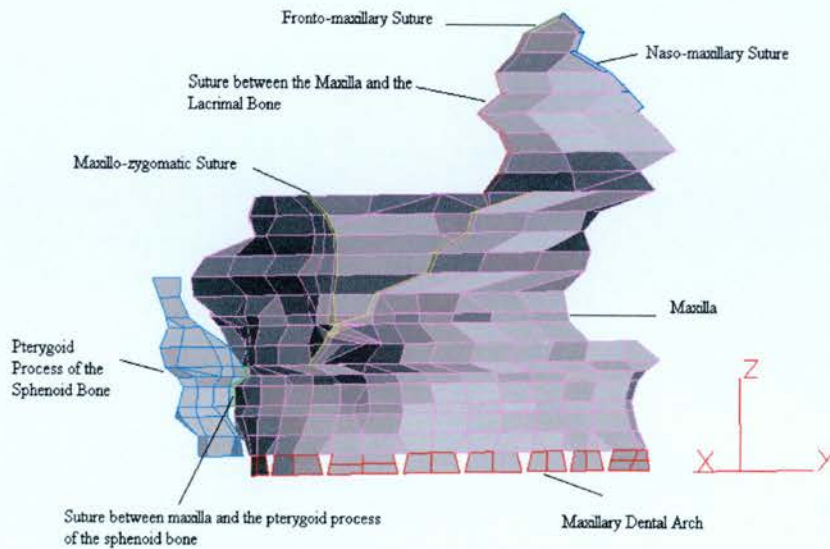 Fronto-maxillary Suture
Naso-maxillary Suture
Suture between the Maxilla and the
Lacrimal Bone
Maxillo-zygomatic Suture
Maxilla
Pterygoid
Process of the
Sphenoid Bone
Z
X
Y
Suture between maxilla and the pterygoid process
of the sphenoid bone
Maxillary Dental Arch